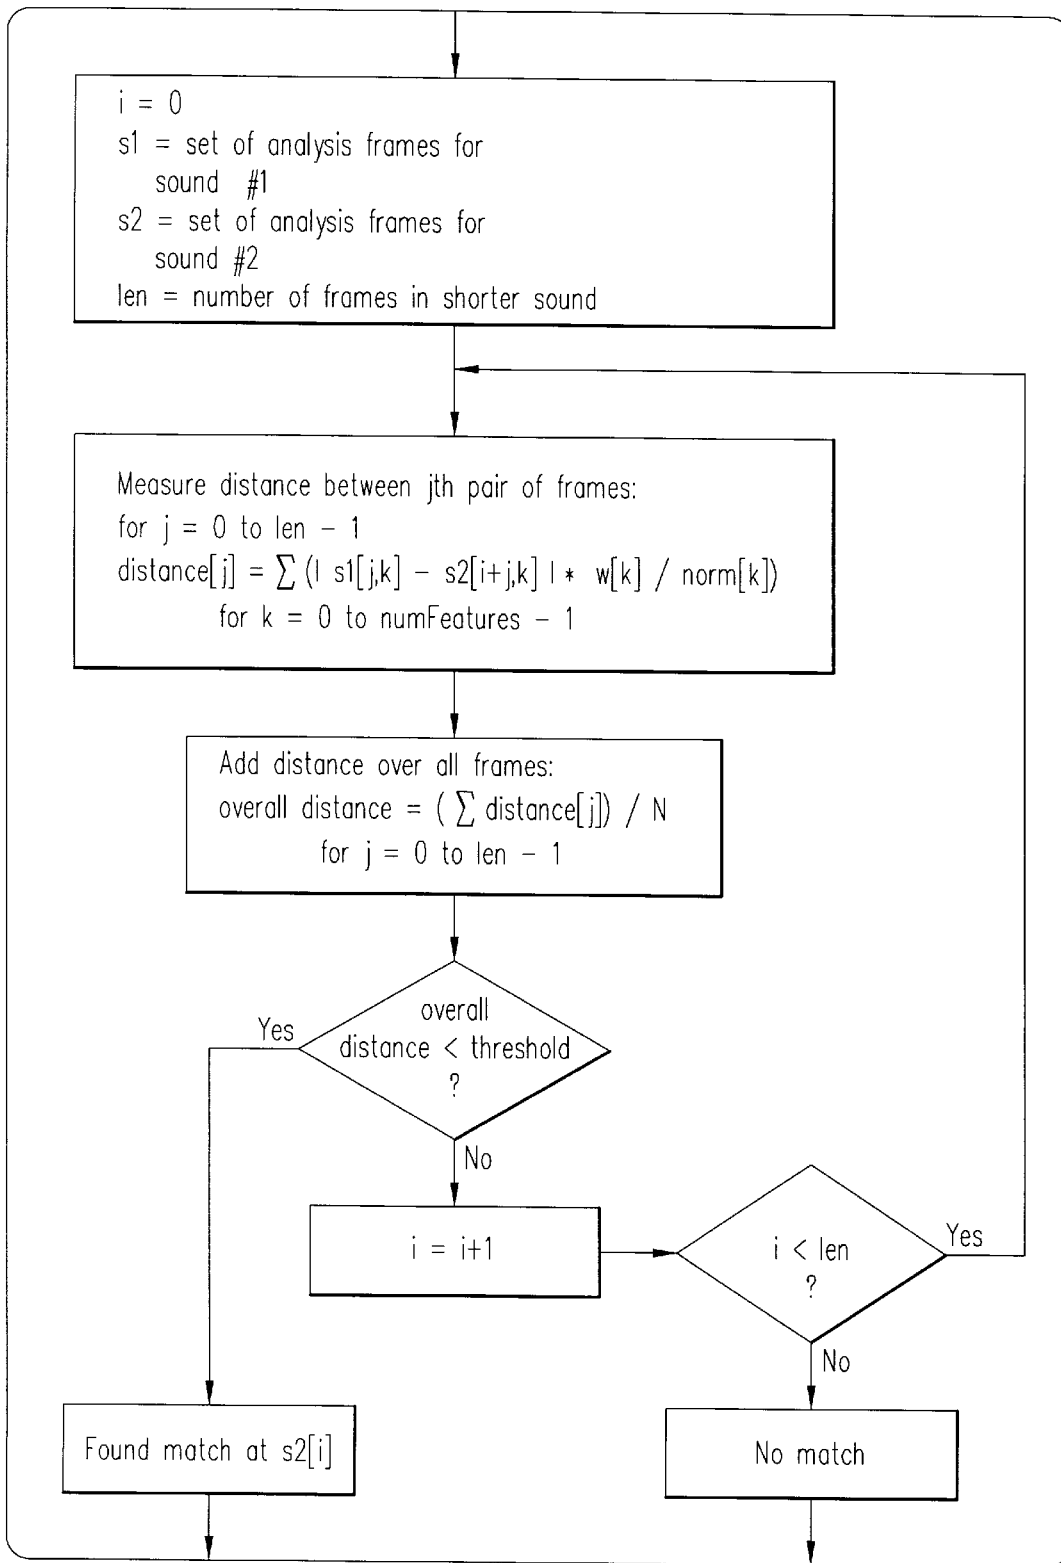 i = 0
s1 = set of analysis frames for
sound #1
s2 = set of analysis frames for
sound #2
len = number of frames in shorter sound
Measure distance between jth pair of frames:
for j = 0 to len - 1
distance[j] = ∑ (| s1[j,k] - s2[i+j,k] | * w[k] / norm[k])
for k = 0 to numFeatures - 1
Add distance over all frames:
overall distance = ( ∑ distance[j]) / N
for j = 0 to len - 1
overall
distance < threshold
?
Yes
No
i = i+1
i < len
?
Yes
No
Found match at s2[i]
No match